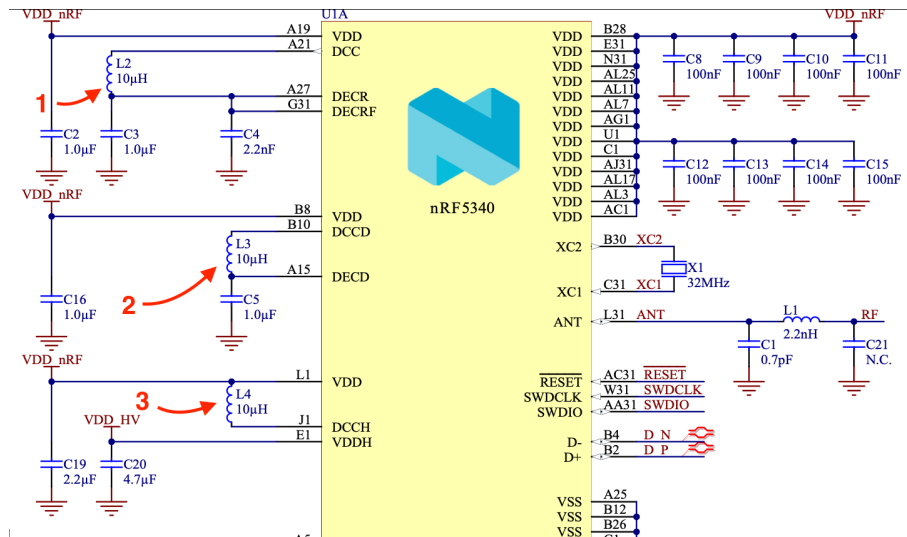 U1A
VDD_nRF
A19 VDD
A21 DCC
L2
10µH
1
A27 DECR
G31 DECRF
C2
1.0µF
C3
1.0µF
C4
2.2nF
VDD_nRF
B8 VDD
B10 DCCD
L3
10µH
A15 DECD
2
C16
1.0µF
C5
1.0µF
VDD_nRF
L1 VDD
3
L4
10µH
VDD_HV
J1 DCCH
E1 VDDH
C19
2.2µF
C20
4.7µF
A5
nRF5340
VDD_nRF
VDD B28
VDD E31
VDD N31
VDD AL25
VDD AL11
VDD AL7
VDD AG1
VDD U1
VDD C1
VDD AJ31
VDD AL17
VDD AL3
VDD AC1
C8
100nF
C9
100nF
C10
100nF
C11
100nF
C12
100nF
C13
100nF
C14
100nF
C15
100nF
XC2 B30 XC2
X1
32MHz
XC1 C31 XC1
ANT L31 ANT
L1
2.2nH
RF
C1
0.7pF
C21
N.C.
RESET AC31 RESET
SWDCLK W31 SWDCLK
SWDIO AA31 SWDIO
D- B4 D_N
D+ B2 D_P
VSS A25
VSS B12
VSS B26